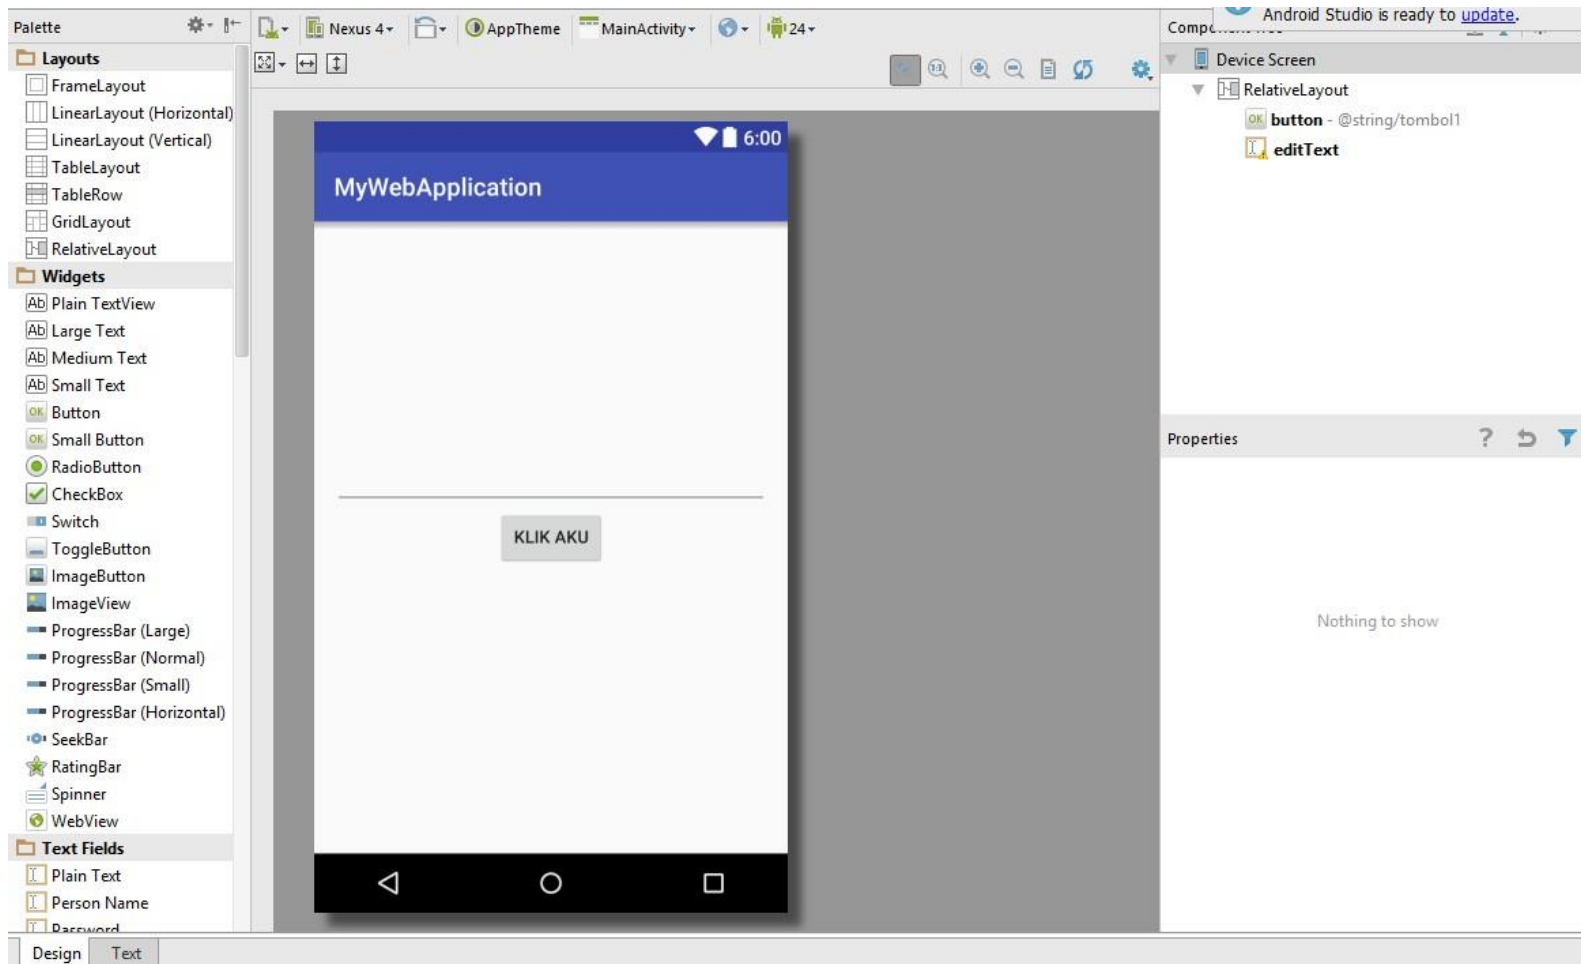 Palette
Layouts
FrameLayout
LinearLayout (Horizontal)
LinearLayout (Vertical)
TableLayout
TableRow
GridLayout
RelativeLayout
Widgets
Ab Plain TextView
Ab Large Text
Ab Medium Text
Ab Small Text
OK Button
OK Small Button
RadioButton
CheckBox
Switch
ToggleButton
ImageButton
ImageView
ProgressBar (Large)
ProgressBar (Normal)
ProgressBar (Small)
ProgressBar (Horizontal)
SeekBar
RatingBar
Spinner
WebView
Text Fields
Plain Text
Person Name
Password
Design Text
Nexus 4 AppTheme MainActivity 24
1:1
6:00
MyWebApplication
KLIK AKU
Android Studio is ready to update.
Device Screen
RelativeLayout
OK button - @string/tombol1
editText
Properties ?
Nothing to show